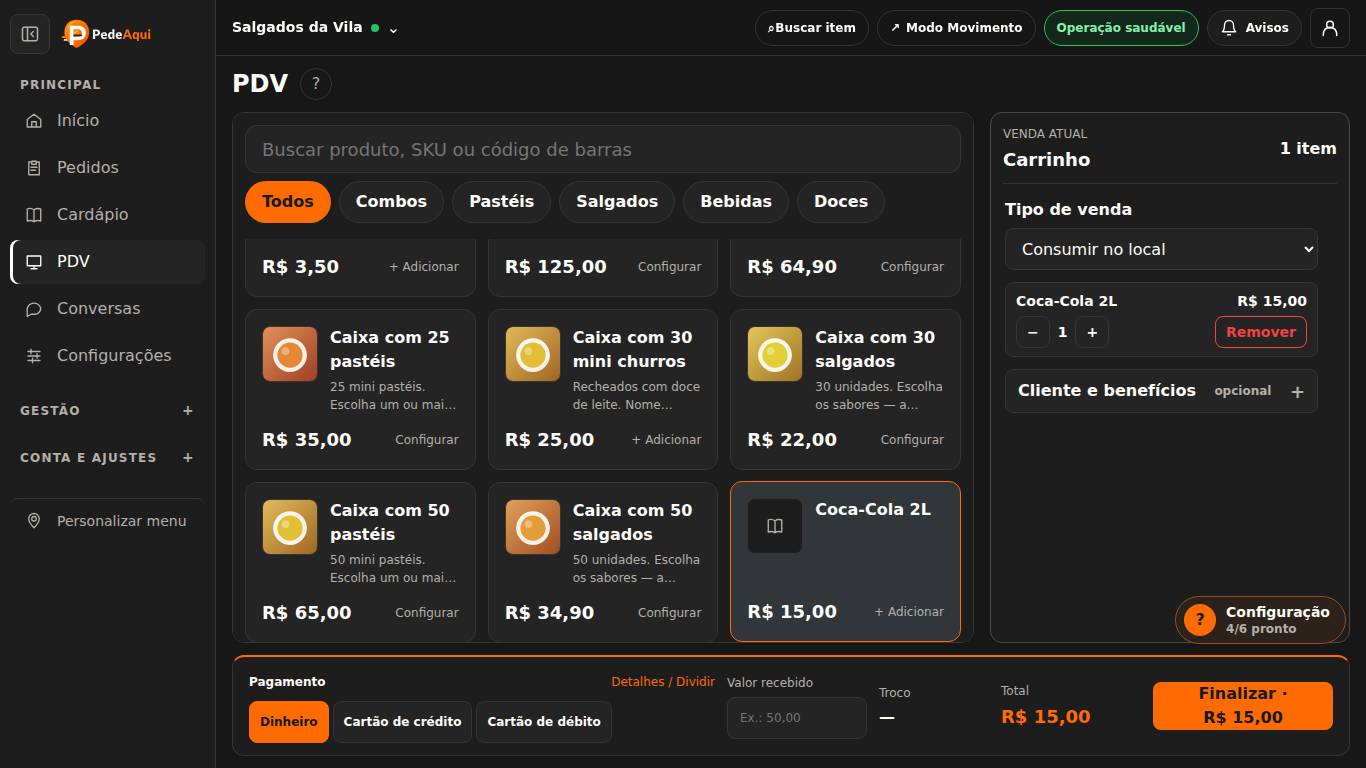 PedeAqui
PRINCIPAL
Início
Pedidos
Cardápio
PDV
Conversas
Configurações
GESTÃO +
CONTA E AJUSTES +
Personalizar menu
Salgados da Vila
Buscar item
↗ Modo Movimento
Operação saudável
Avisos
PDV ?
Buscar produto, SKU ou código de barras
Todos Combos Pastéis Salgados Bebidas Doces
R$ 3,50 + Adicionar
R$ 125,00 Configurar
R$ 64,90 Configurar
Caixa com 25
pastéis
25 mini pastéis.
Escolha um ou mai…
R$ 35,00 Configurar
Caixa com 30
mini churros
Recheados com doce
de leite. Nome…
R$ 25,00 + Adicionar
Caixa com 30
salgados
30 unidades. Escolha
os sabores — a…
R$ 22,00 Configurar
Caixa com 50
pastéis
50 mini pastéis.
Escolha um ou mai…
R$ 65,00 Configurar
Caixa com 50
salgados
50 unidades. Escolha
os sabores — a…
R$ 34,90 Configurar
Coca-Cola 2L
R$ 15,00 + Adicionar
VENDA ATUAL
Carrinho
1 item
Tipo de venda
Consumir no local
Coca-Cola 2L R$ 15,00
− 1 + Remover
Cliente e benefícios opcional +
? Configuração
4/6 pronto
Pagamento Detalhes / Dividir
Dinheiro Cartão de crédito Cartão de débito
Valor recebido
Ex.: 50,00
Troco
—
Total
R$ 15,00
Finalizar ·
R$ 15,00